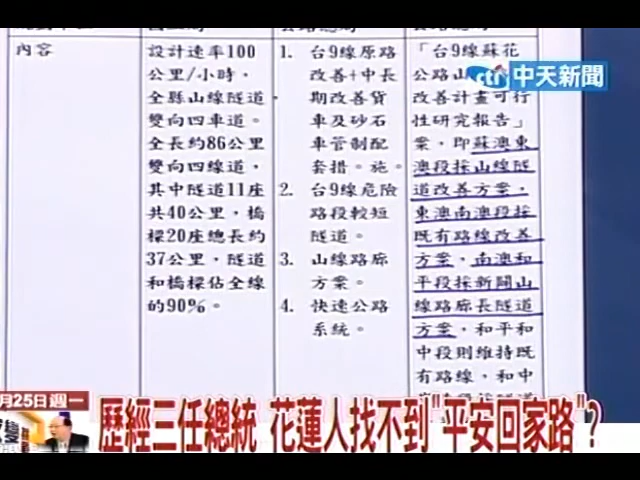 內容
設計速率100
公里/小時，
全縣山線隧道
雙向四車道。
全長約86公里
雙向四線道，
其中隧道11座
共40公里，橋
樑20座總長約
37公里，隧道
和橋樑佔全線
的90%。
1. 台9線原路
改善+中長
期改善貨
車及砂石
車管制配
套措。施。
2. 台9線危險
路段較短
隧道。
3. 山線路廊
方案。
4. 快速公路
系統。
「台9線蘇花
公路山
改善計畫可行
性研究報告」
案，即蘇澳東
澳段採山線隧
道改善方案，
東澳南澳段採
既有路線改善
方案，南澳和
平段採新闢山
線路廊長隧道
方案，和平和
中段則維持既
有路線，和中
cti 中天新聞
月25日週一
歷經三任總統 花蓮人找不到"平安回家路"?